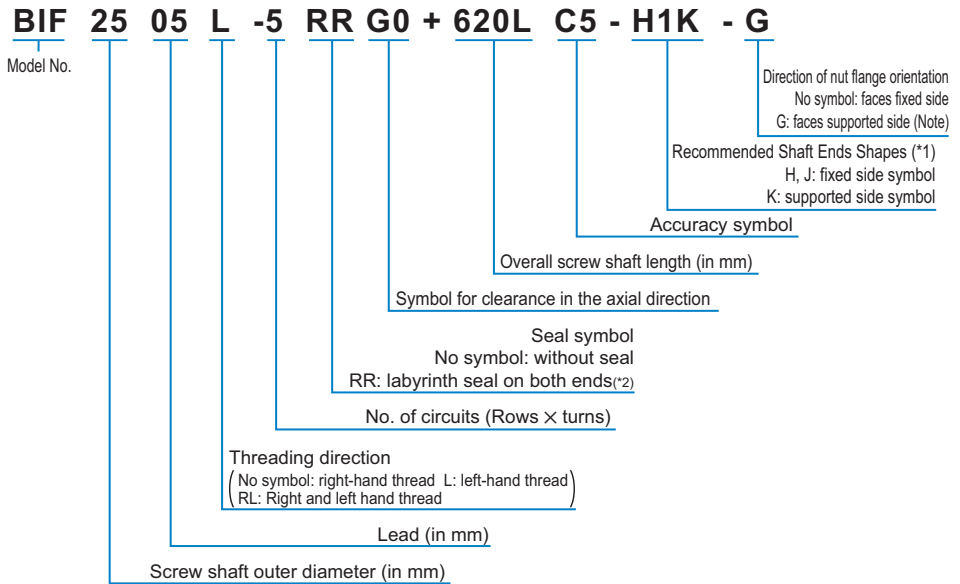 BIF 25 05 L -5 RR G0 + 620L C5 - H1K - G
Model No.
Direction of nut flange orientation
No symbol: faces fixed side
G: faces supported side (Note)
Recommended Shaft Ends Shapes (*1)
H, J: fixed side symbol
K: supported side symbol
Accuracy symbol
Overall screw shaft length (in mm)
Symbol for clearance in the axial direction
Seal symbol
No symbol: without seal
RR: labyrinth seal on both ends(*2)
No. of circuits (Rows × turns)
Threading direction
(No symbol: right-hand thread L: left-hand thread
RL: Right and left hand thread)
Lead (in mm)
Screw shaft outer diameter (in mm)